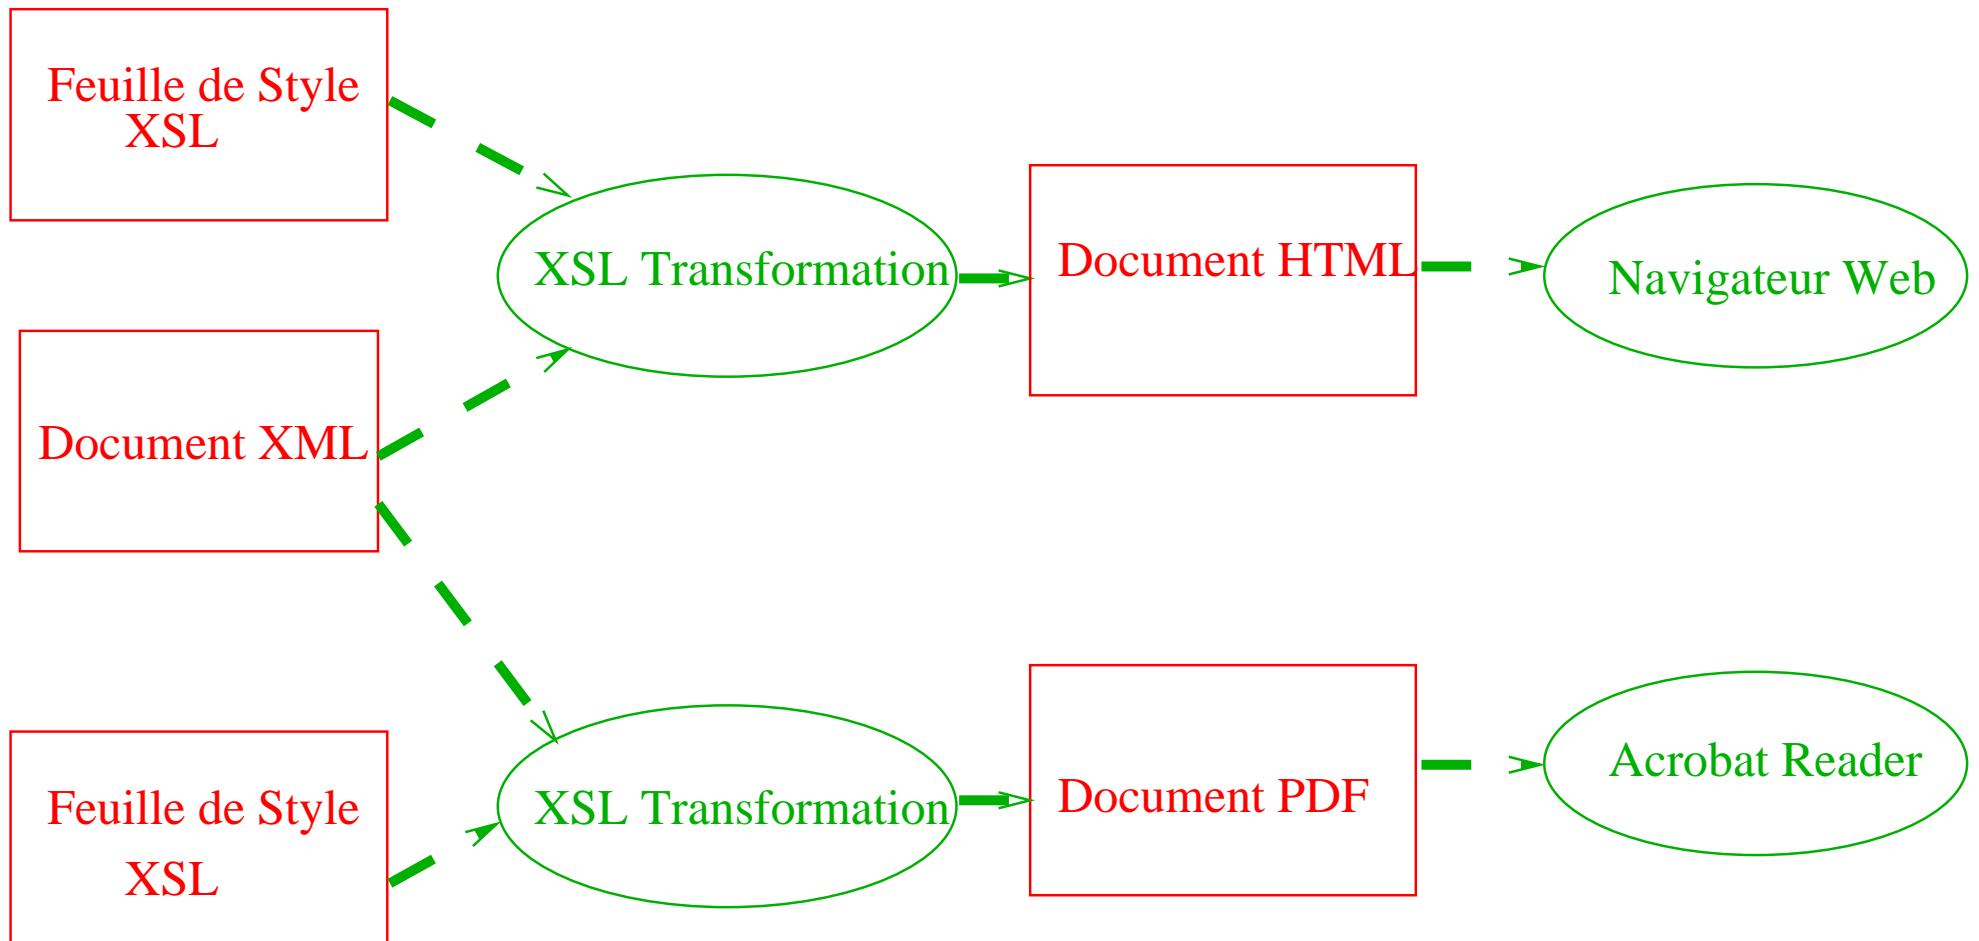 Feuille de Style
XSL
XSL Transformation
Document HTML
Navigateur Web
Document XML
Feuille de Style
XSL
XSL Transformation
Document PDF
Acrobat Reader